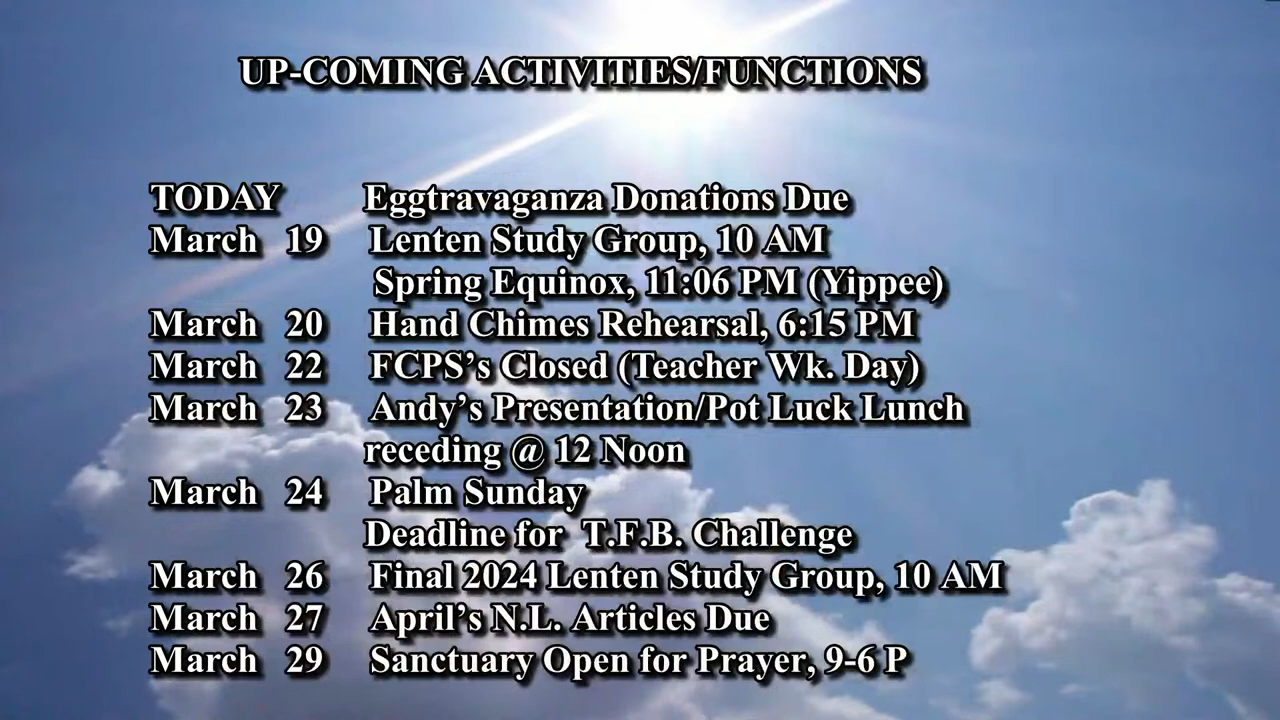 UP-COMING ACTIVITIES/FUNCTIONS
TODAY Eggtravaganza Donations Due
March 19 Lenten Study Group, 10 AM
Spring Equinox, 11:06 PM (Yippee)
March 20 Hand Chimes Rehearsal, 6:15 PM
March 22 FCPS’s Closed (Teacher Wk. Day)
March 23 Andy’s Presentation/Pot Luck Lunch
receding @ 12 Noon
March 24 Palm Sunday
Deadline for T.F.B. Challenge
March 26 Final 2024 Lenten Study Group, 10 AM
March 27 April’s N.L. Articles Due
March 29 Sanctuary Open for Prayer, 9-6 P